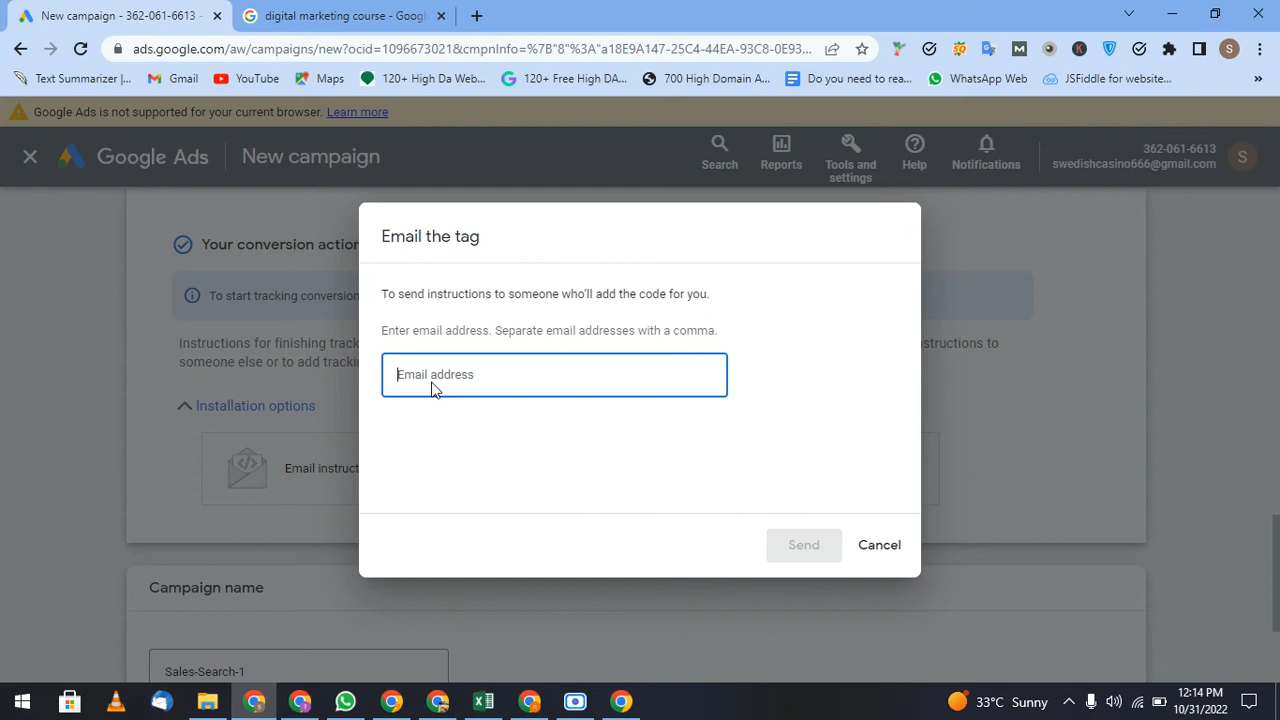 New campaign - 362-061-6613 -
digital marketing course - Google
ads.google.com/aw/campaigns/new?ocid=1096673021&cmpnInfo=%7B"8"%3A"a18E9A147-25C4-44EA-93C8-0E93...
Text Summarizer |...
Gmail
YouTube
Maps
120+ High Da Web...
120+ Free High DA...
700 High Domain A...
Do you need to rea...
WhatsApp Web
JSFiddle for website...
Google Ads is not supported for your current browser. Learn more
Google Ads
New campaign
Search
Reports
Tools and settings
Help
Notifications
362-061-6613
swedishcasino666@gmail.com
S
Your conversion action
To start tracking conversion
Instructions for finishing track
structions to
someone else or to add tracking
Installation options
Email instruct
Email the tag
To send instructions to someone who'll add the code for you.
Enter email address. Separate email addresses with a comma.
Email address
Send
Cancel
Campaign name
Sales-Search-1
33°C Sunny
12:14 PM
10/31/2022